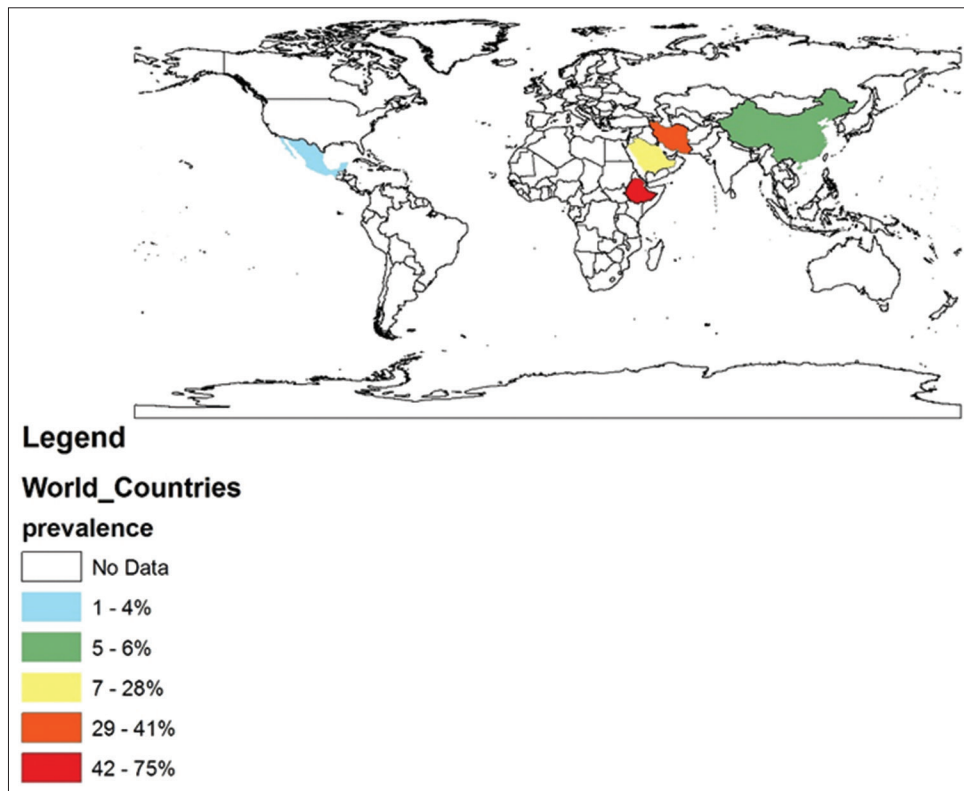 Legend
World_Countries
prevalence
No Data
1 - 4%
5 - 6%
7 - 28%
29 - 41%
42 - 75%